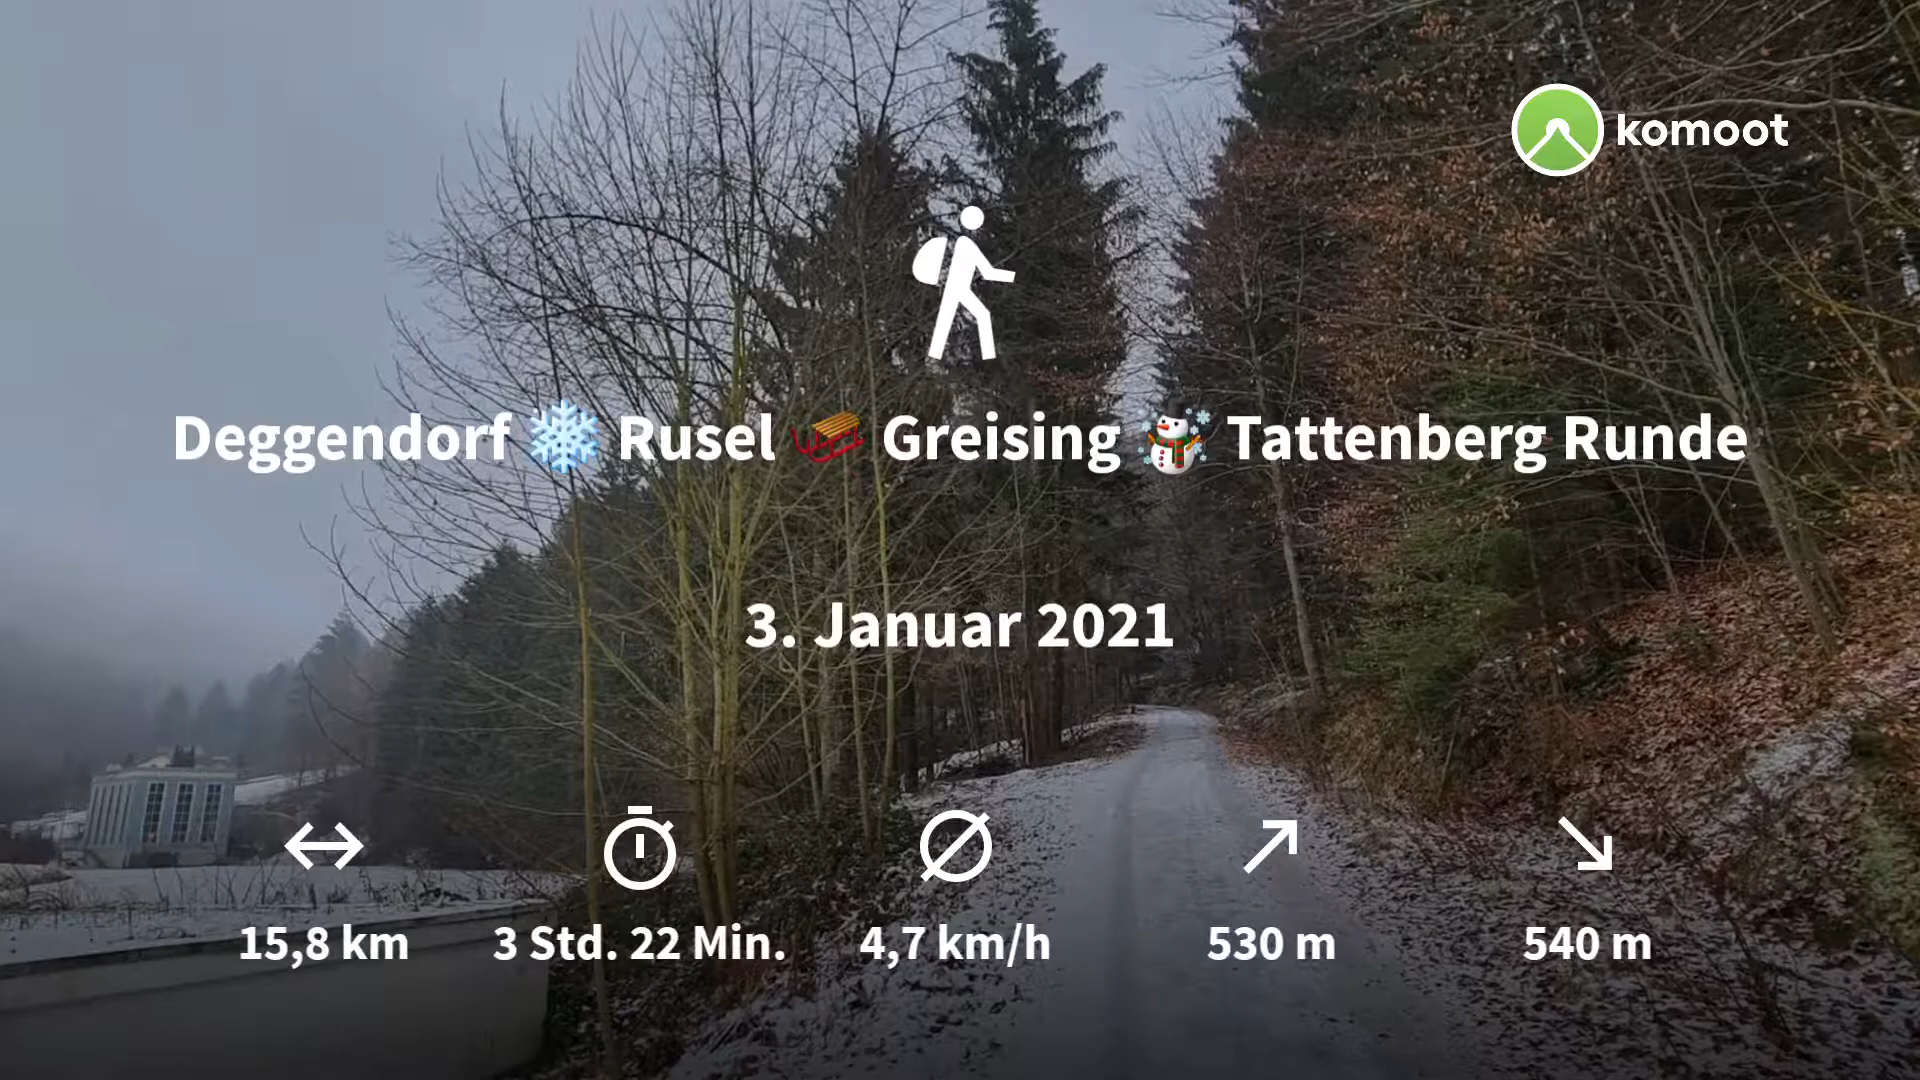 komoot
Deggendorf ❄️ Rusel 🛷 Greising ☃️ Tattenberg Runde
3. Januar 2021
15,8 km
3 Std. 22 Min.
4,7 km/h
530 m
540 m